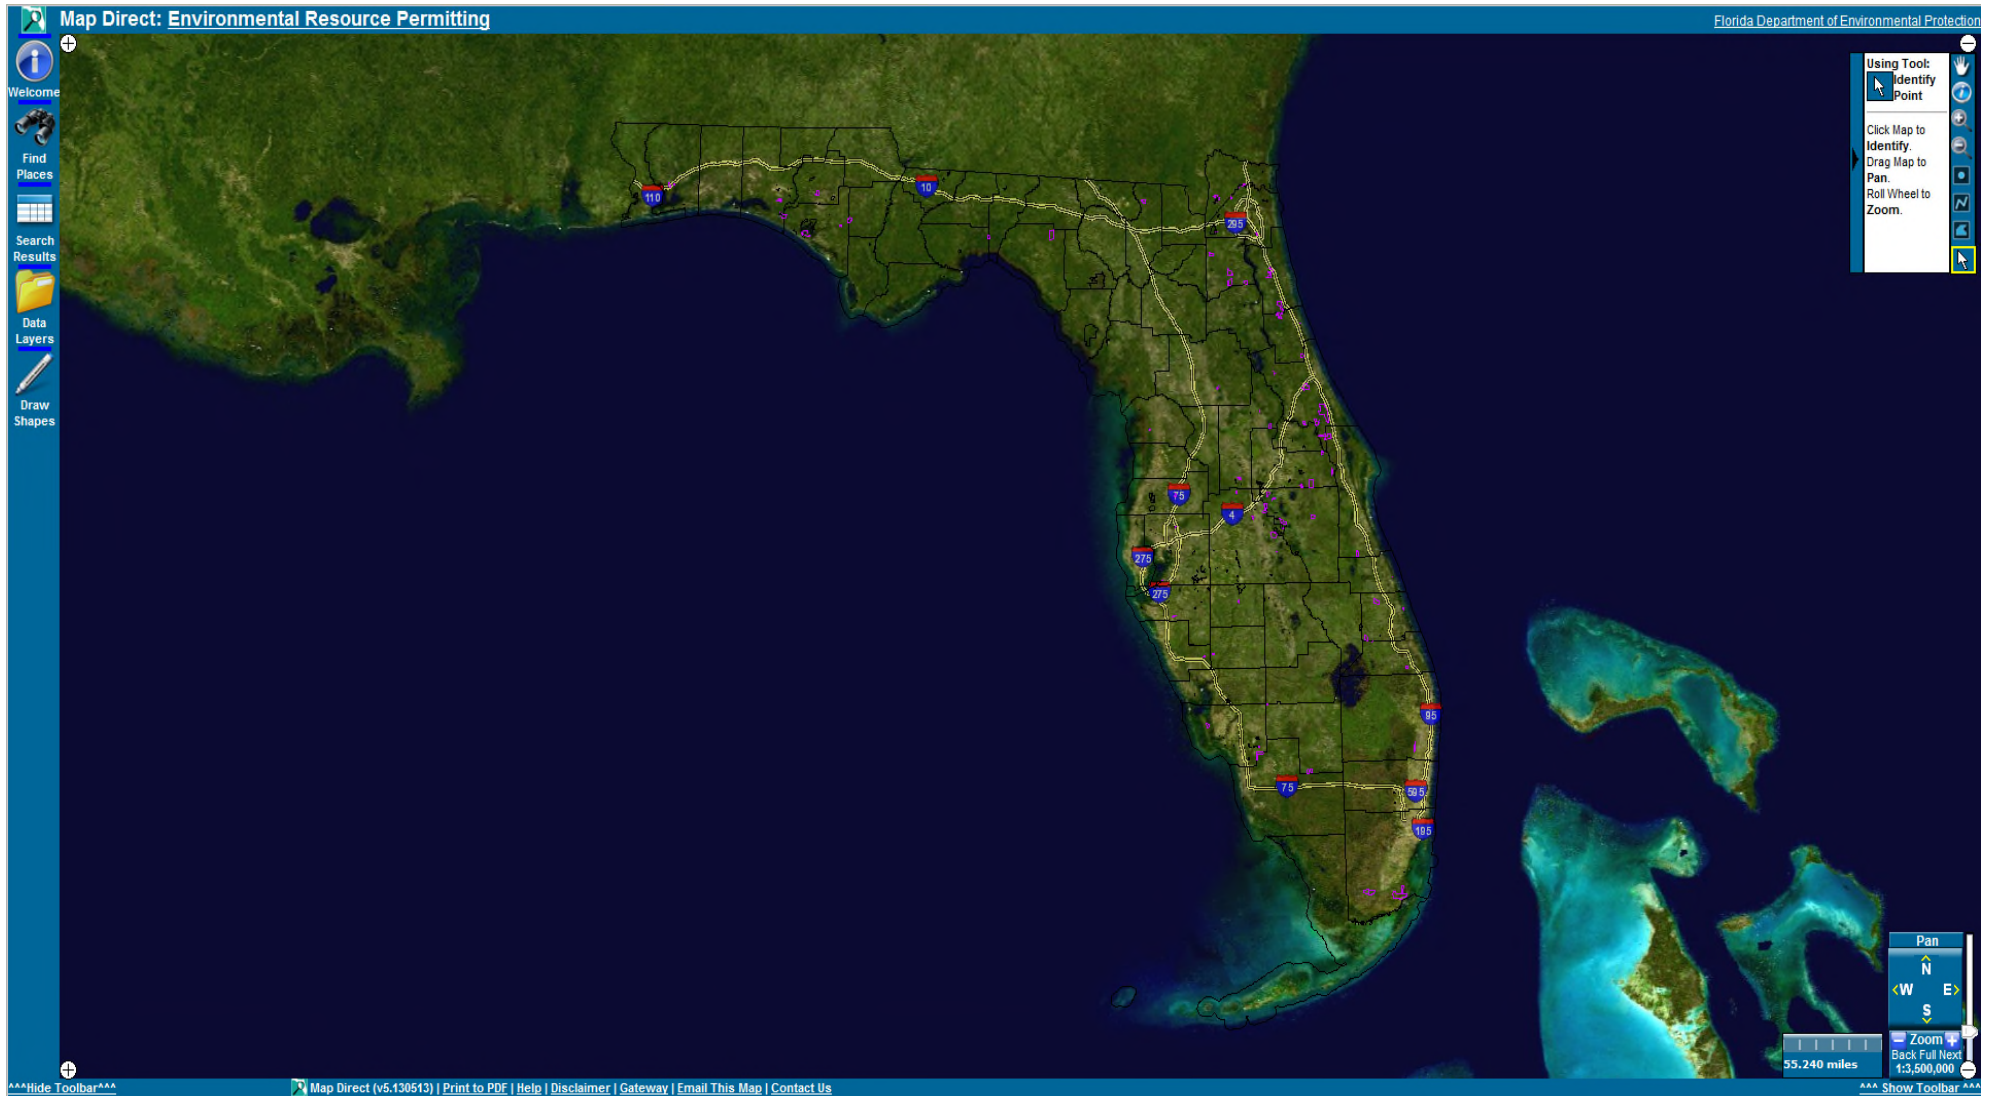 Map Direct: Environmental Resource Permitting
Florida Department of Environmental Protection
Welcome
Find
Places
Search
Results
Data
Layers
Draw
Shapes
Using Tool:
Identify
Point
Click Map to
Identify.
Drag Map to
Pan.
Roll Wheel to
Zoom.
110
10
295
75
4
275
275
95
75
595
195
Pan
N
<W E>
S
Zoom
Back Full Next
1:3,500,000
55.240 miles
^^^Hide Toolbar^^^
Map Direct (v5.130513) | Print to PDF | Help | Disclaimer | Gateway | Email This Map | Contact Us
^^^ Show Toolbar ^^^